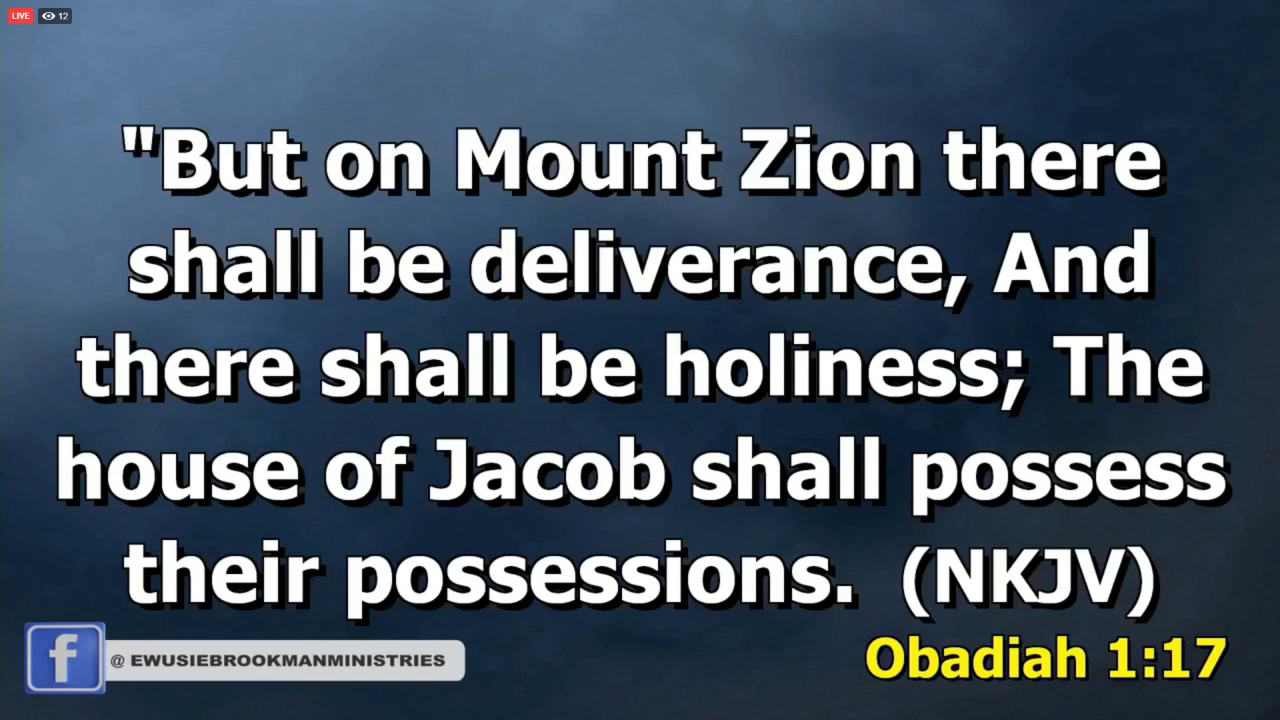 LIVE 12
"But on Mount Zion there
shall be deliverance, And
there shall be holiness; The
house of Jacob shall possess
their possessions.  (NKJV)
Obadiah 1:17
f @ EWUSIEBROOKMANMINISTRIES